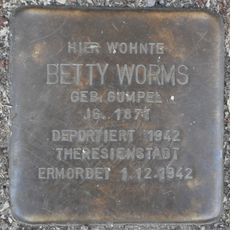 HIER WOHNTE
BETTY WORMS
GEB. GUMPEL
JG. 1871
DEPORTIERT 1942
THERESIENSTADT
ERMORDET 1.12.1942